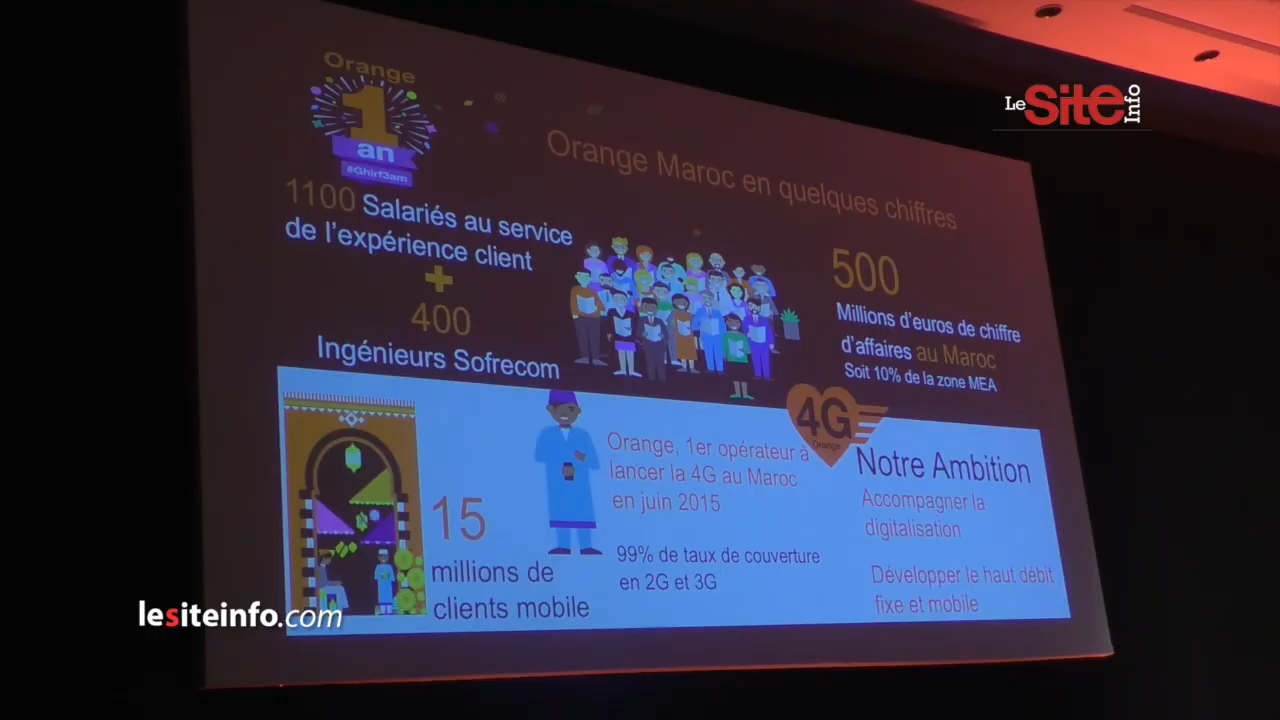 Le Site Info
Orange
1
an
#Ghirf3am
Orange Maroc en quelques chiffres
1100 Salariés au service
de l'expérience client
+
400
Ingénieurs Sofrecom
500
Millions d'euros de chiffre
d'affaires au Maroc
Soit 10% de la zone MEA
4G
Orange
15
millions de
clients mobile
Orange, 1er opérateur à
lancer la 4G au Maroc
en juin 2015
99% de taux de couverture
en 2G et 3G
Notre Ambition
Accompagner la
digitalisation
Développer le haut débit
fixe et mobile
lesiteinfo.com